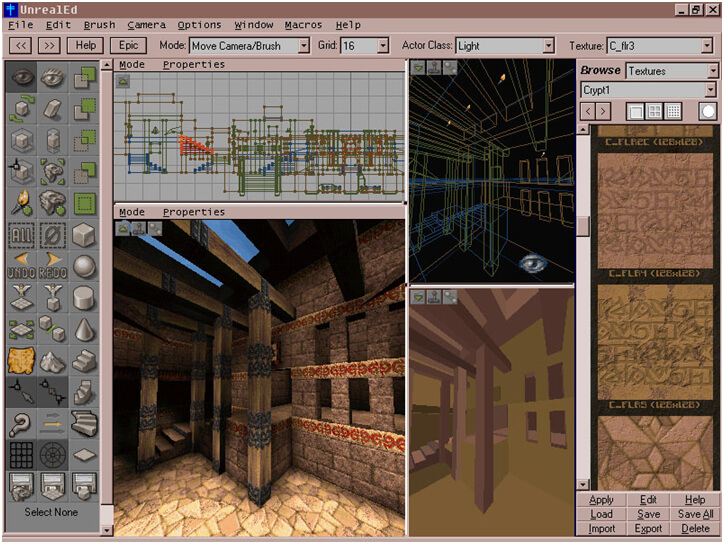 UnrealEd
File Edit Brush Camera Options Window Macros Help
<< >> Help Epic Mode: Move Camera/Brush Grid: 16 Actor Class: Light Texture: C_flr3
Mode Properties
Mode Properties
ALL
UNDO REDO
Select None
Browse Textures
Crypt1
< >
C_FLR2C (128x128)
C_FLR4 (128x128)
C_FLR5 (128x128)
Apply Edit Help
Load Save Save All
Import Export Delete